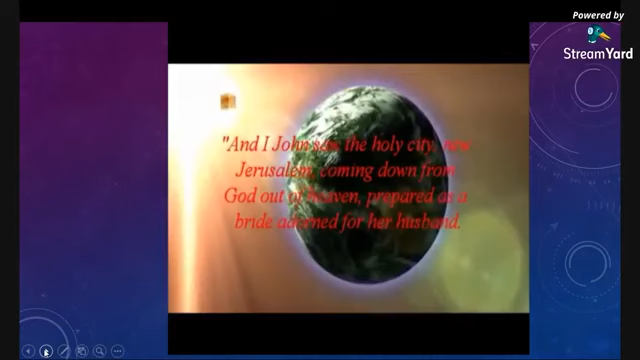 Powered by
StreamYard
"And I John saw the holy city, new
Jerusalem, coming down from
God out of heaven, prepared as a
bride adorned for her husband.